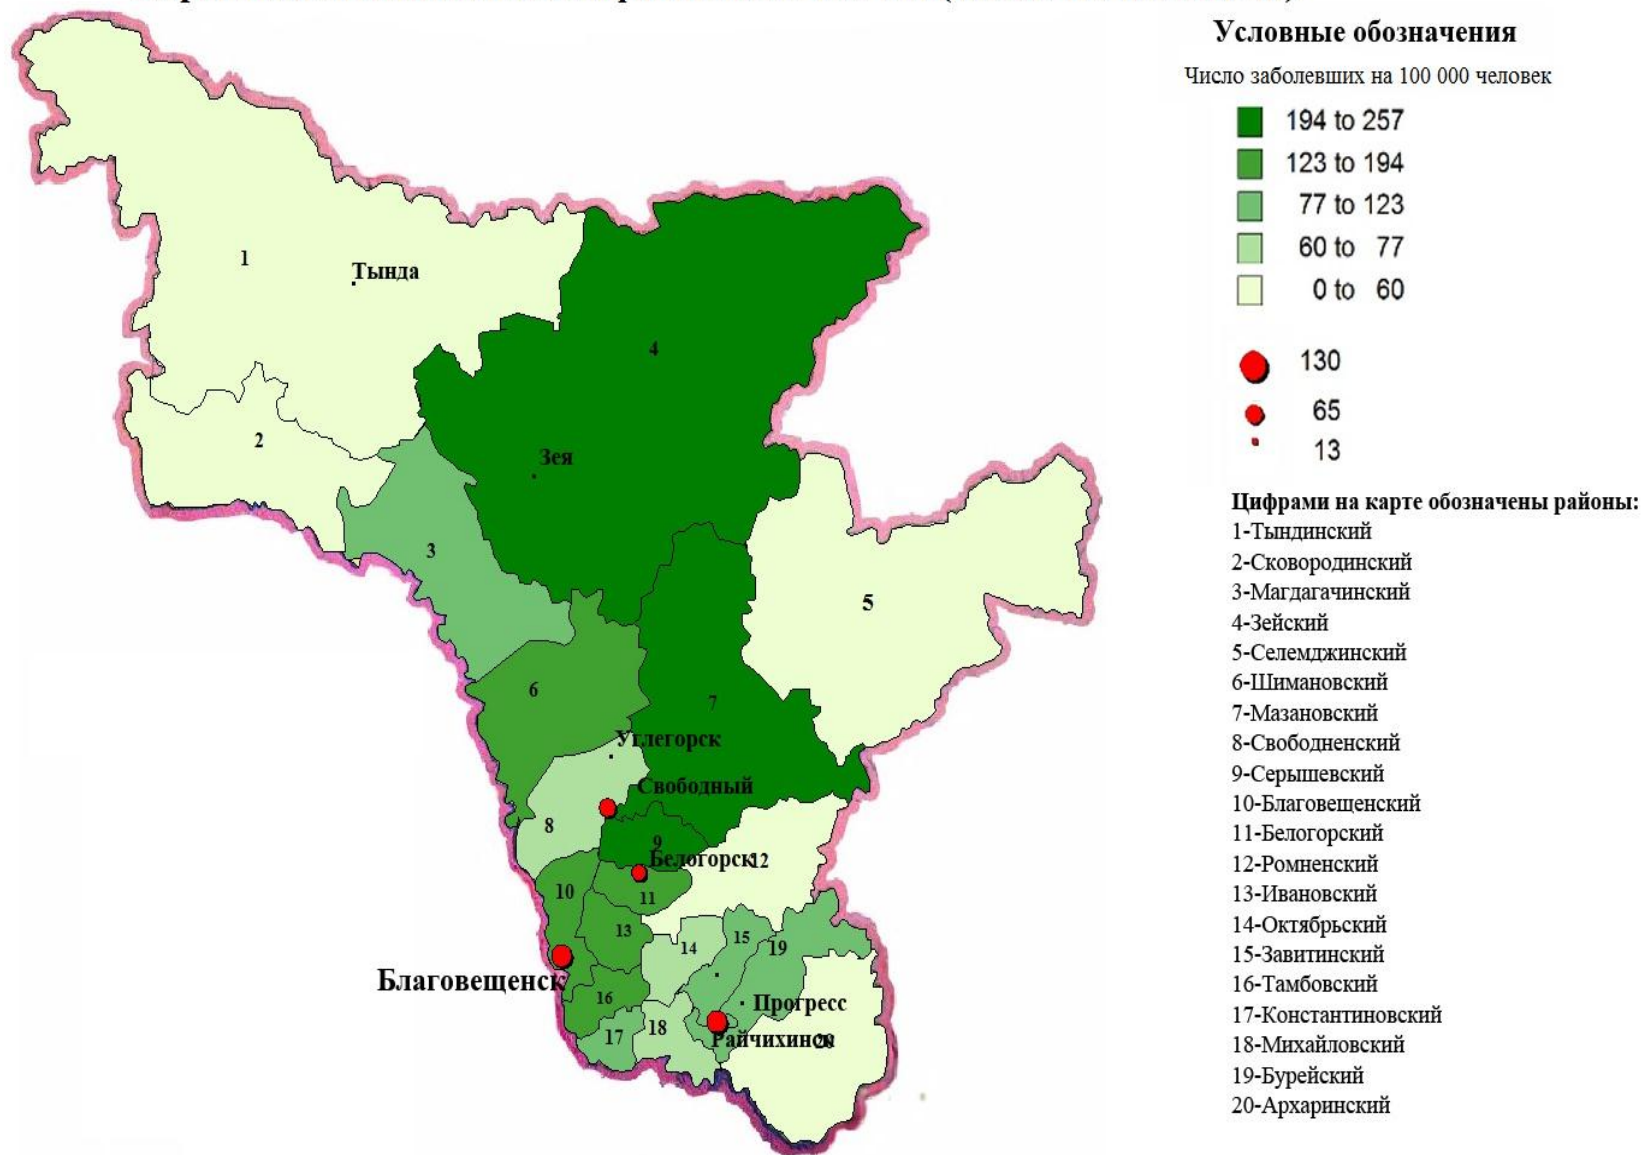 Условные обозначения
Число заболевших на 100 000 человек
194 to 257
123 to 194
77 to 123
60 to 77
0 to 60
130
65
13
Цифрами на карте обозначены районы:
1-Тындинский
2-Сковородинский
3-Магдагачинский
4-Зейский
5-Селемджинский
6-Шимановский
7-Мазановский
8-Свободненский
9-Серышевский
10-Благовещенский
11-Белогорский
12-Ромненский
13-Ивановский
14-Октябрьский
15-Завитинский
16-Тамбовский
17-Константиновский
18-Михайловский
19-Бурейский
20-Архаринский
1
Тында
4
2
Зея
3
5
6
7
Углегорск
Свободный
8
9
Белогорск
12
10
11
13
15
14
19
Благовещенск
16
Прогресс
18
17
Райчихинск
20